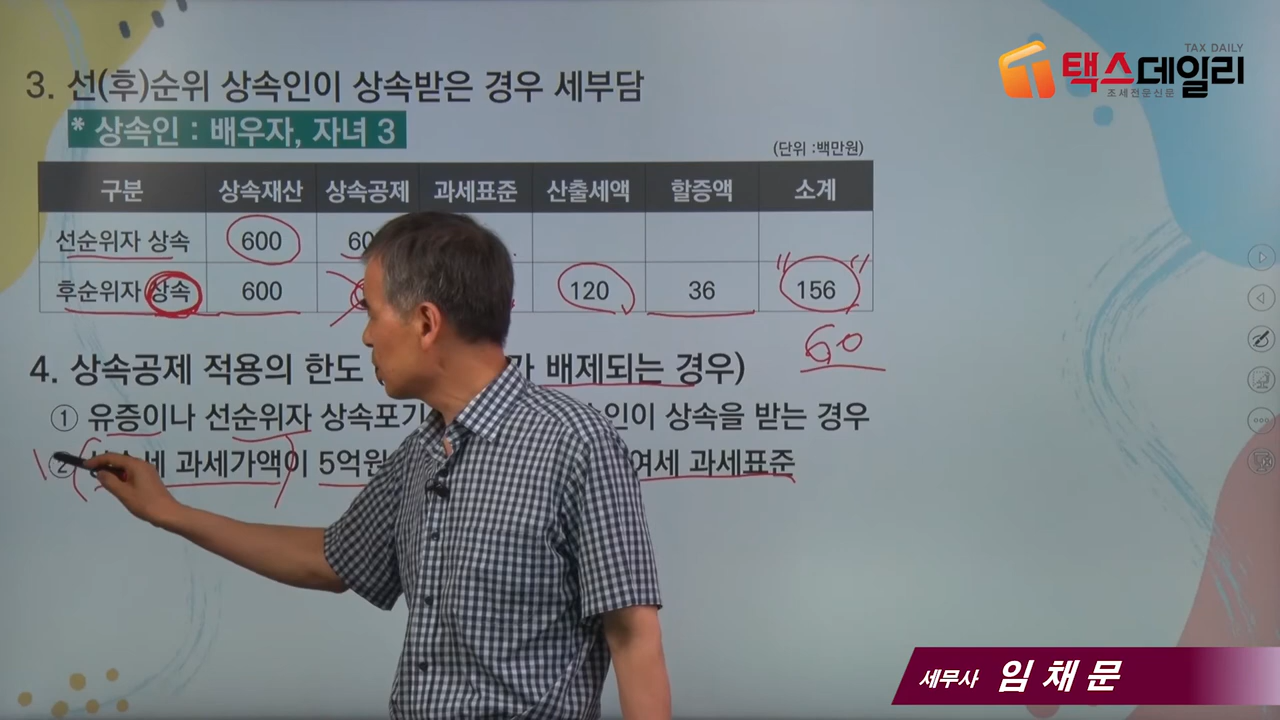 TAX DAILY
택스데일리
조세전문신문
3. 선(후)순위 상속인이 상속받은 경우 세부담
* 상속인 : 배우자, 자녀 3
(단위 :백만원)
구분 상속재산 상속공제 과세표준 산출세액 할증액 소계
선순위자 상속 600
후순위자 상속 600 120 36 156
60
4. 상속공제 적용의 한도 배제되는 경우)
① 유증이나 선순위자 상속포기 상속을 받는 경우
② 과세가액이 5억원 과세표준
세무사 임채문